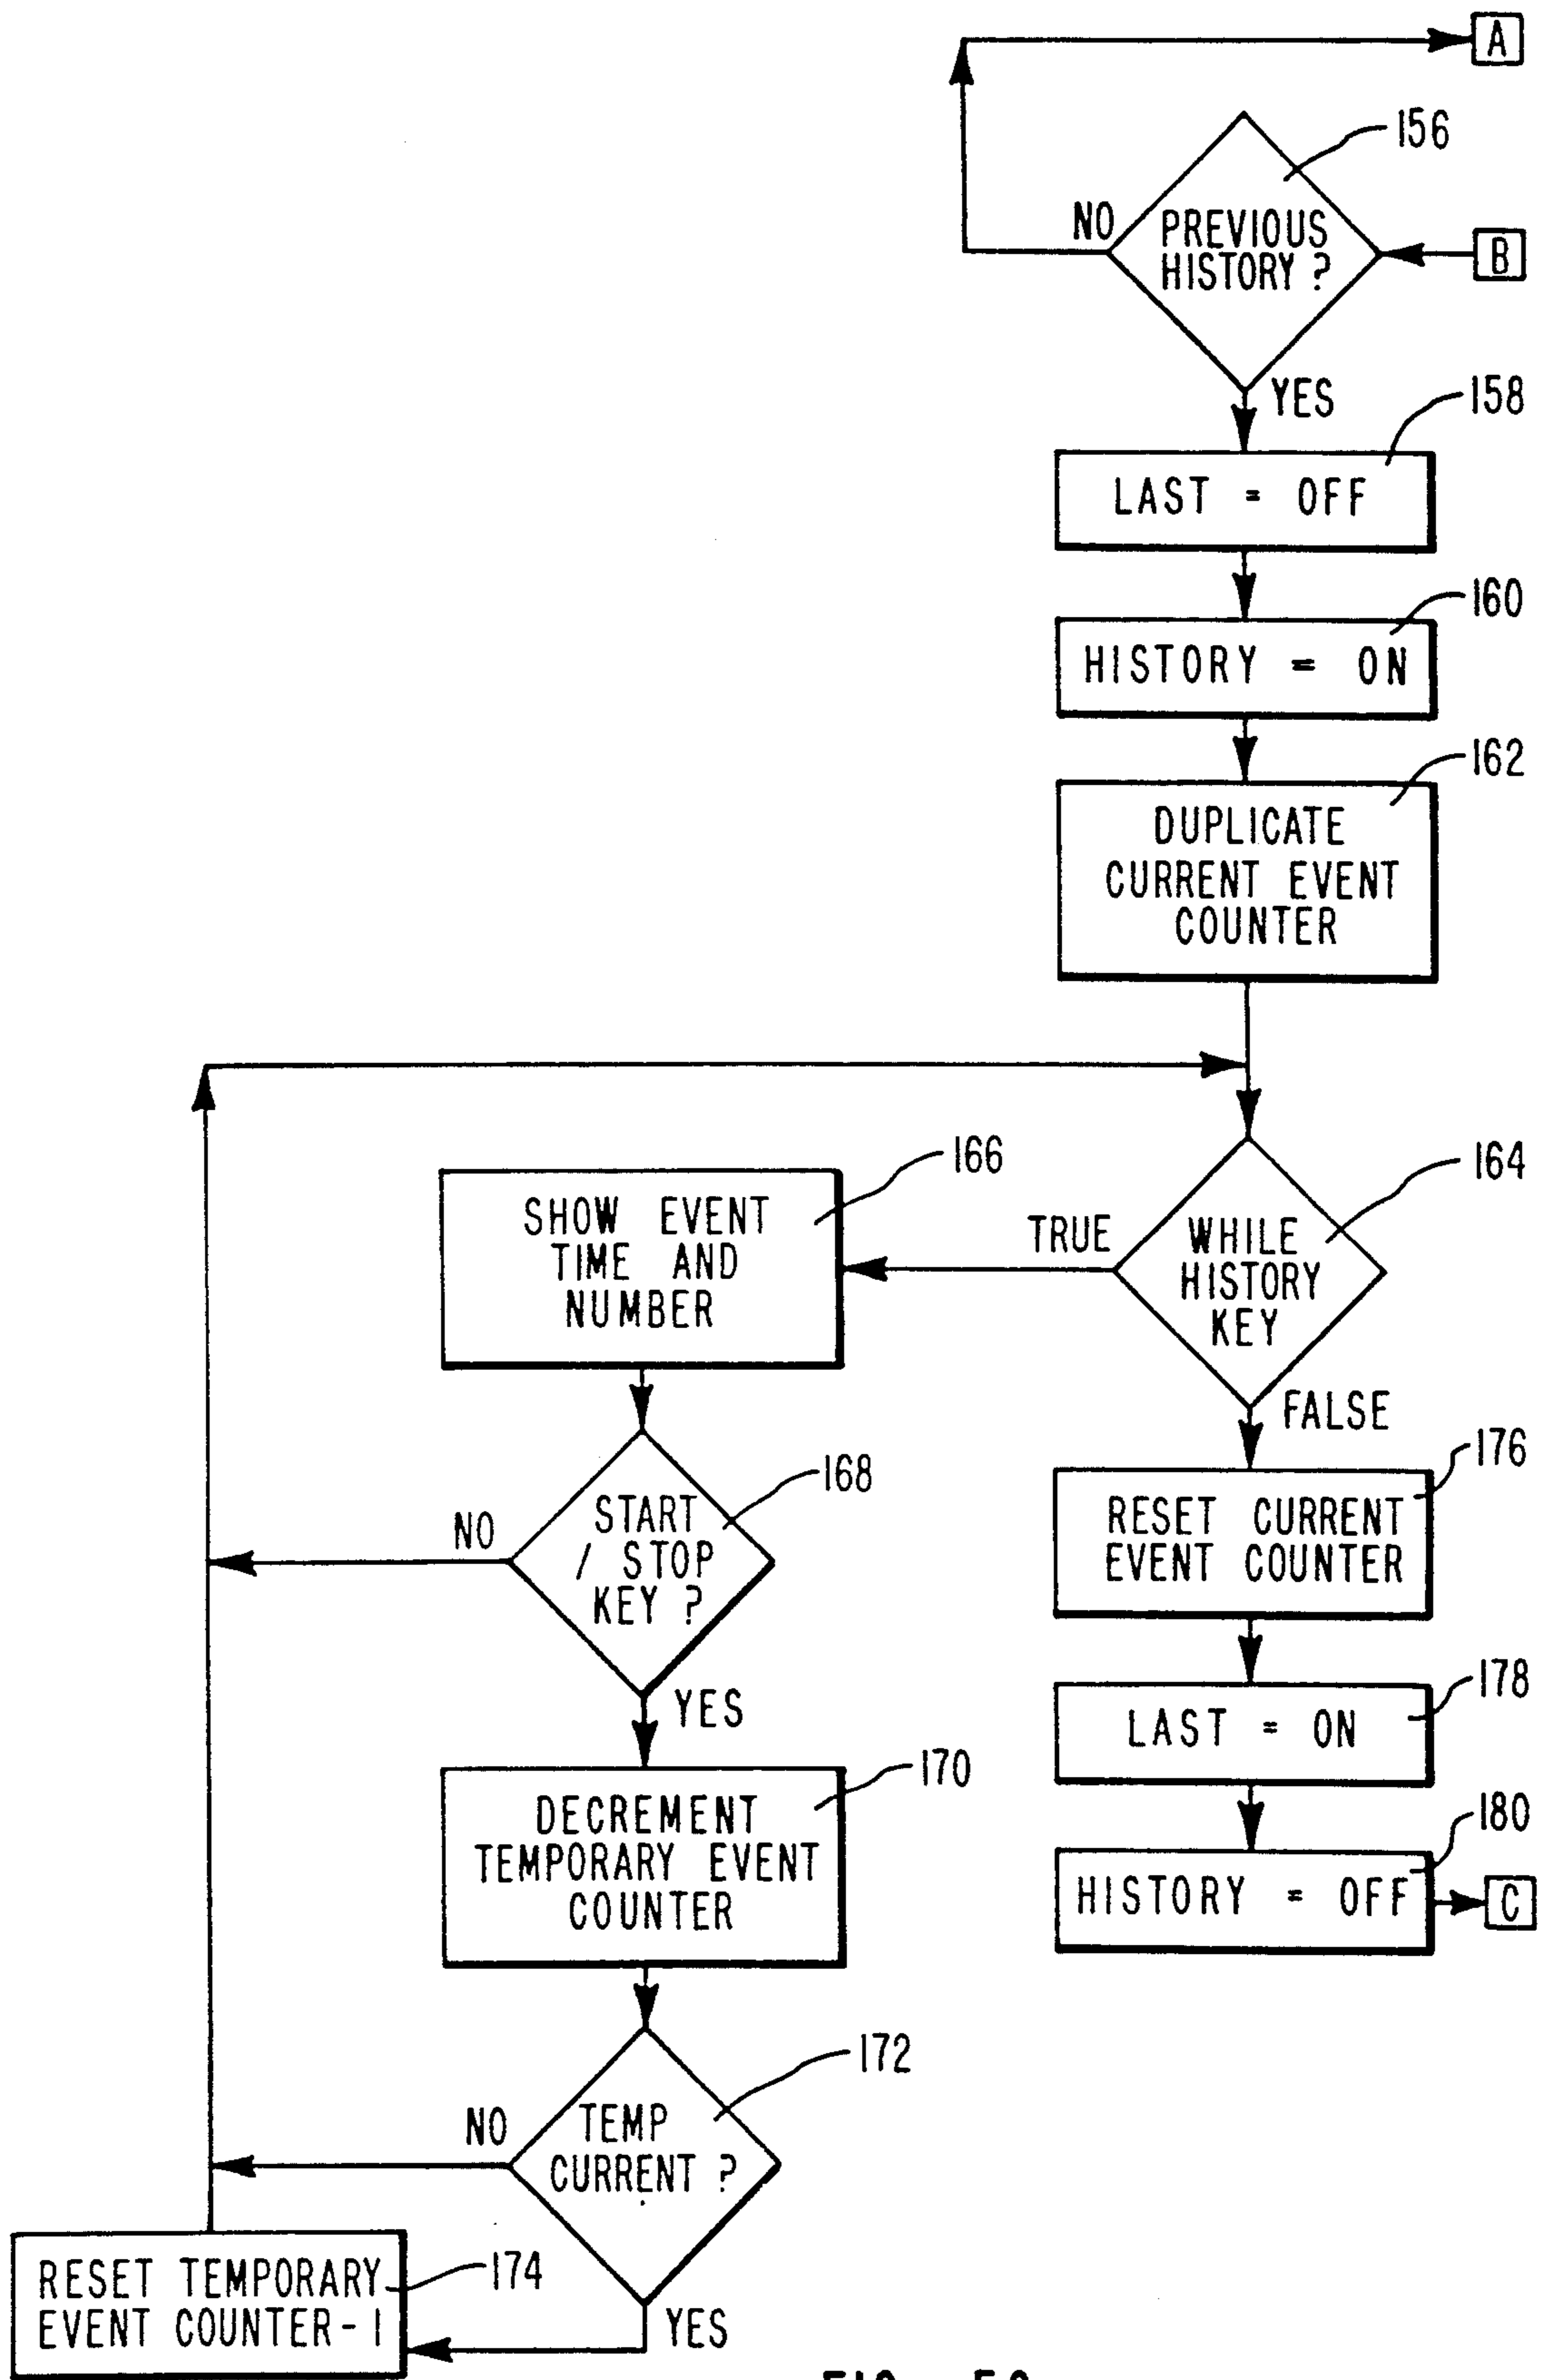 A
156
NO
PREVIOUS
HISTORY ?
B
YES
158
LAST = OFF
160
HISTORY = ON
162
DUPLICATE
CURRENT EVENT
COUNTER
166
164
SHOW EVENT
TIME AND
NUMBER
TRUE
WHILE
HISTORY
KEY
FALSE
176
168
START
/ STOP
KEY ?
NO
RESET CURRENT
EVENT COUNTER
YES
178
LAST = ON
170
DECREMENT
TEMPORARY EVENT
COUNTER
180
HISTORY = OFF
C
172
NO
TEMP
CURRENT ?
174
RESET TEMPORARY
EVENT COUNTER-1
YES